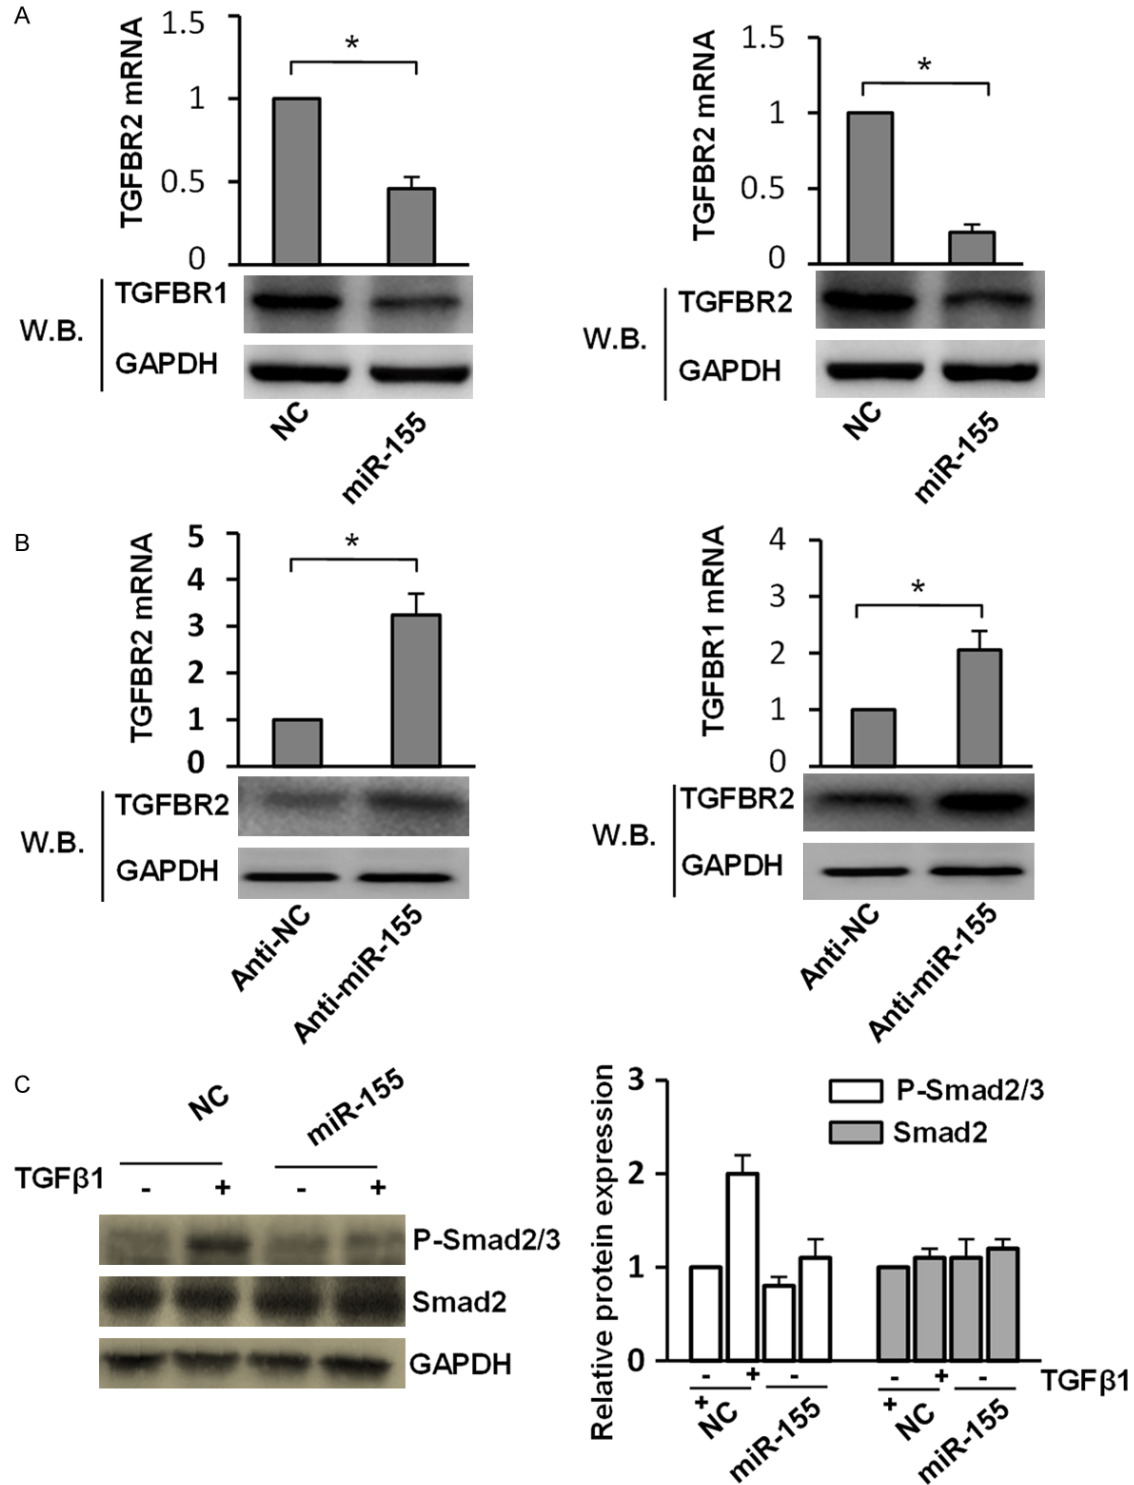 A
TGFBR2 mRNA
1.5
1
0.5
0
*
W.B.
TGFBR1
GAPDH
NC
miR-155
TGFBR2 mRNA
1.5
1
0.5
0
*
W.B.
TGFBR2
GAPDH
NC
miR-155
B
TGFBR2 mRNA
5
4
3
2
1
0
*
W.B.
TGFBR2
GAPDH
Anti-NC
Anti-miR-155
TGFBR1 mRNA
4
3
2
1
0
*
W.B.
TGFBR2
GAPDH
Anti-NC
Anti-miR-155
C
NC
miR-155
TGFβ1
- + - +
P-Smad2/3
Smad2
GAPDH
Relative protein expression
3
2
1
0
P-Smad2/3
Smad2
- + - - + - TGFβ1
+ +
NC miR-155 NC miR-155